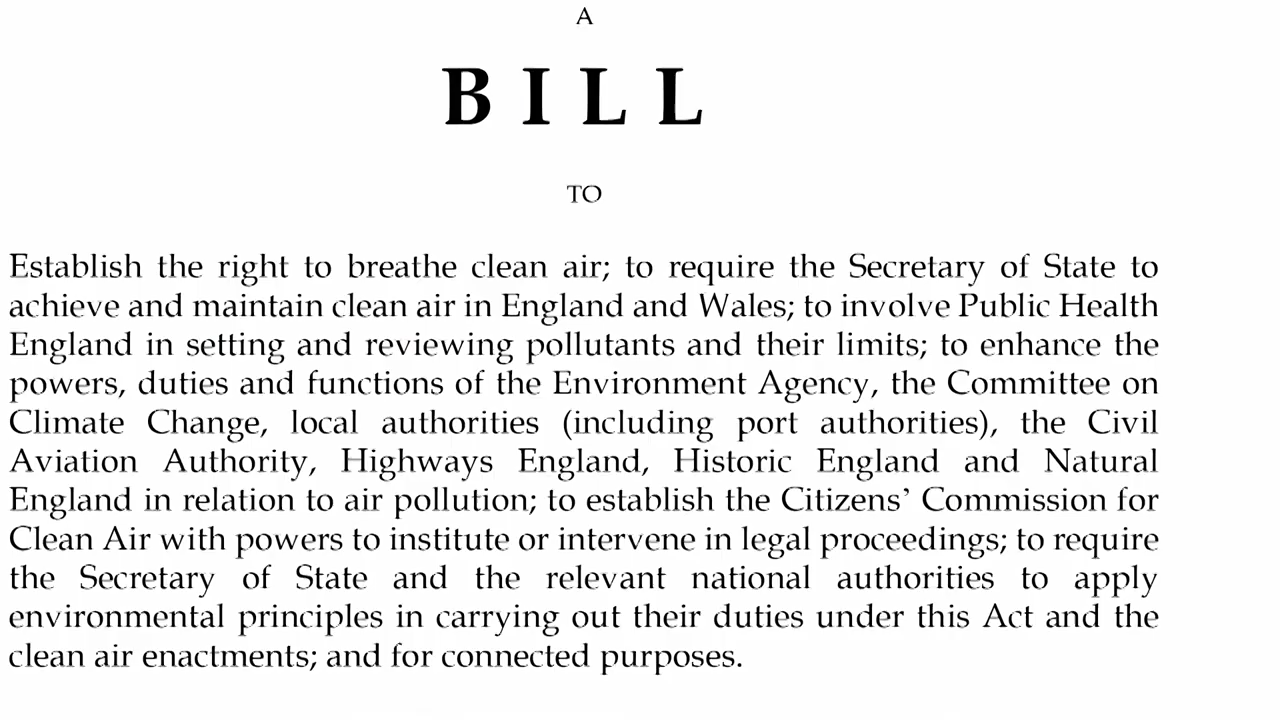 A
BILL
TO
Establish the right to breathe clean air; to require the Secretary of State to
achieve and maintain clean air in England and Wales; to involve Public Health
England in setting and reviewing pollutants and their limits; to enhance the
powers, duties and functions of the Environment Agency, the Committee on
Climate Change, local authorities (including port authorities), the Civil
Aviation Authority, Highways England, Historic England and Natural
England in relation to air pollution; to establish the Citizens’ Commission for
Clean Air with powers to institute or intervene in legal proceedings; to require
the Secretary of State and the relevant national authorities to apply
environmental principles in carrying out their duties under this Act and the
clean air enactments; and for connected purposes.